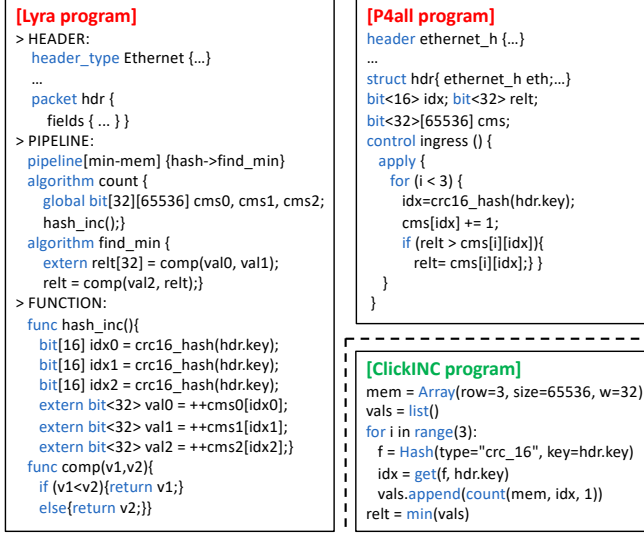 [Lyra program]
> HEADER:
header_type Ethernet {…}
…
packet hdr {
fields { ... } }
> PIPELINE:
pipeline[min-mem] {hash->find_min}
algorithm count {
global bit[32][65536] cms0, cms1, cms2;
hash_inc();}
algorithm find_min {
extern relt[32] = comp(val0, val1);
relt = comp(val2, relt);}
> FUNCTION:
func hash_inc(){
bit[16] idx0 = crc16_hash(hdr.key);
bit[16] idx1 = crc16_hash(hdr.key);
bit[16] idx2 = crc16_hash(hdr.key);
extern bit<32> val0 = ++cms0[idx0];
extern bit<32> val1 = ++cms1[idx1];
extern bit<32> val2 = ++cms2[idx2];}
func comp(v1,v2){
if (v1<v2){return v1;}
else{return v2;}}
[P4all program]
header ethernet_h {…}
…
struct hdr{ ethernet_h eth;…}
bit<16> idx; bit<32> relt;
bit<32>[65536] cms;
control ingress () {
apply {
for (i < 3) {
idx=crc16_hash(hdr.key);
cms[idx] += 1;
if (relt > cms[i][idx]){
relt= cms[i][idx];} }
}
}
[ClickINC program]
mem = Array(row=3, size=65536, w=32)
vals = list()
for i in range(3):
f = Hash(type="crc_16", key=hdr.key)
idx = get(f, hdr.key)
vals.append(count(mem, idx, 1))
relt = min(vals)